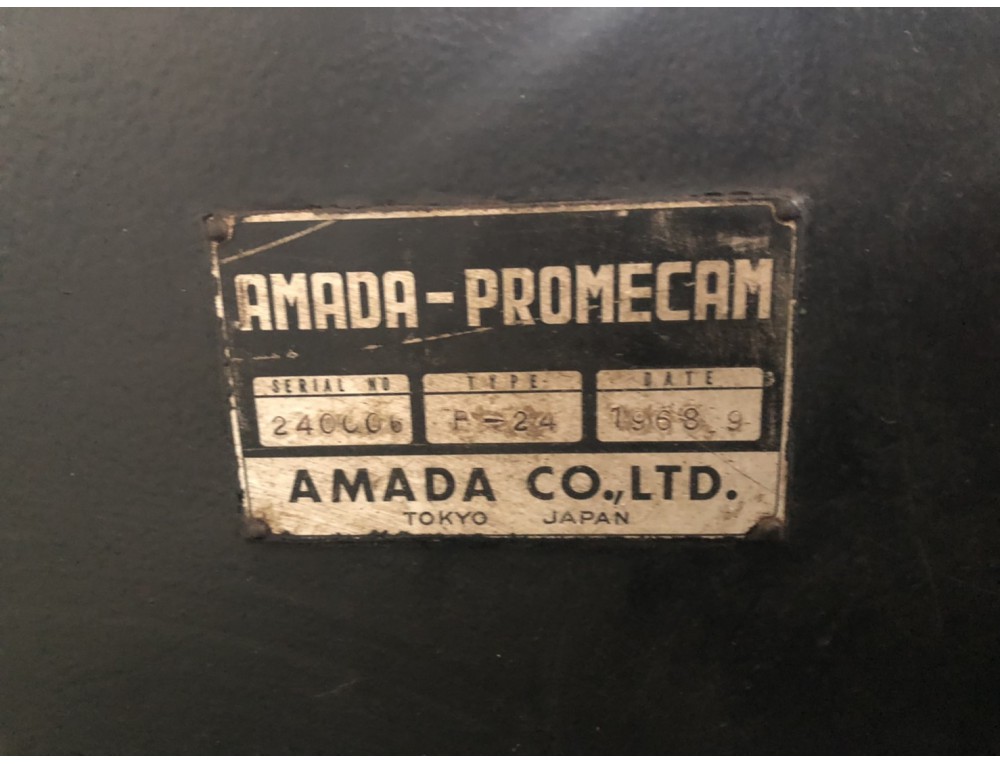 AMADA-PROMECAM
SERIAL NO TYPE DATE
240006 P-24 1968 9
AMADA CO.,LTD.
TOKYO JAPAN